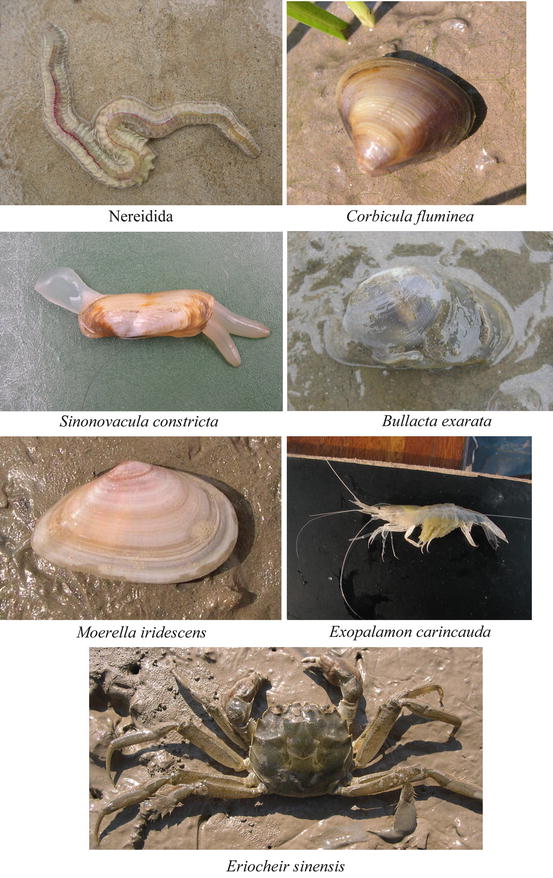 Nereidida
Corbicula fluminea
Sinonovacula constricta
Bullacta exarata
Moerella iridescens
Exopalamon carincauda
Eriocheir sinensis